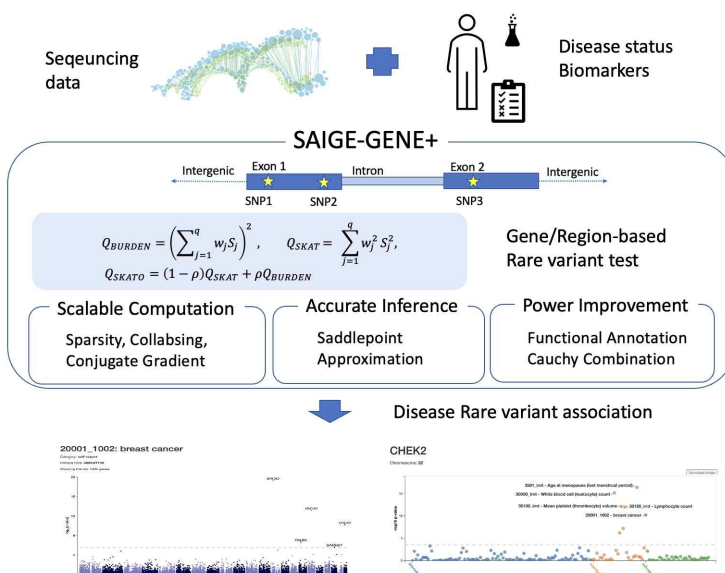 Seqeuncing
data
Disease status
Biomarkers
SAIGE-GENE+
Intergenic
Exon 1
Intron
Exon 2
Intergenic
SNP1
SNP2
SNP3
Q_BURDEN = (∑_{j=1}^{q} w_j S_j)^2 , Q_SKAT = ∑_{j=1}^{q} w_j^2 S_j^2,
Q_SKATO = (1 − ρ)Q_SKAT + ρQ_BURDEN
Gene/Region-based
Rare variant test
Scalable Computation
Sparsity, Collabsing,
Conjugate Gradient
Accurate Inference
Saddlepoint
Approximation
Power Improvement
Functional Annotation
Cauchy Combination
Disease Rare variant association
20001_1002: breast cancer
CHEK2
Chromosome: 22
3581_irnt - Age at menopause (last menstrual period)
30000_irnt - White blood cell (leukocyte) count
30100_irnt - Mean platelet (thrombocyte) volume
30120_irnt - Lymphocyte count
20001_1002 - breast cancer